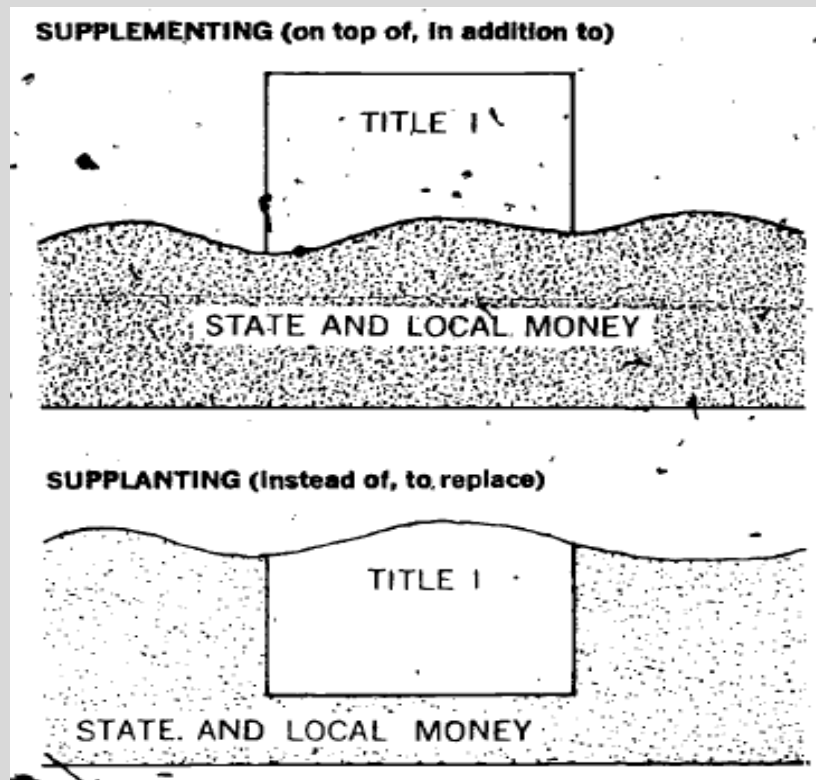 SUPPLEMENTING (on top of, in addition to)
TITLE I
STATE AND LOCAL MONEY
SUPPLANTING (instead of, to replace)
TITLE I
STATE AND LOCAL MONEY